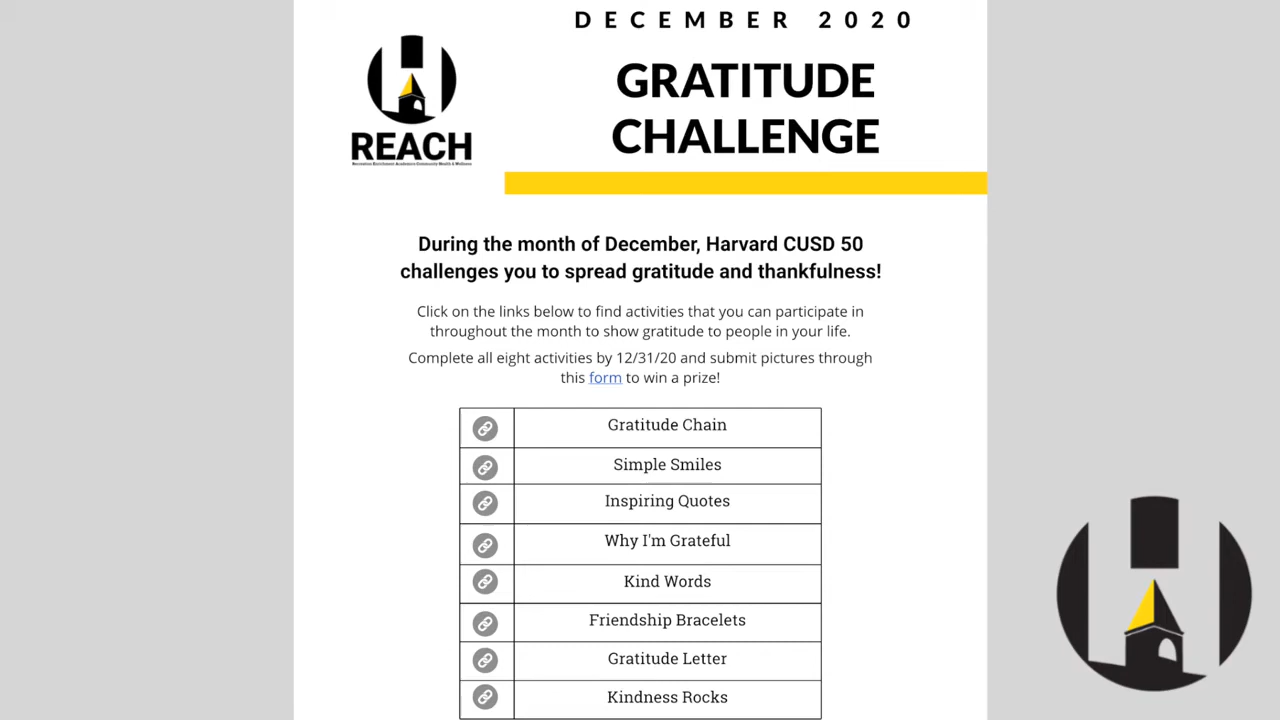 DECEMBER 2020
GRATITUDE
CHALLENGE
REACH
During the month of December, Harvard CUSD 50
challenges you to spread gratitude and thankfulness!
Click on the links below to find activities that you can participate in
throughout the month to show gratitude to people in your life.
Complete all eight activities by 12/31/20 and submit pictures through
this form to win a prize!
Gratitude Chain
Simple Smiles
Inspiring Quotes
Why I'm Grateful
Kind Words
Friendship Bracelets
Gratitude Letter
Kindness Rocks